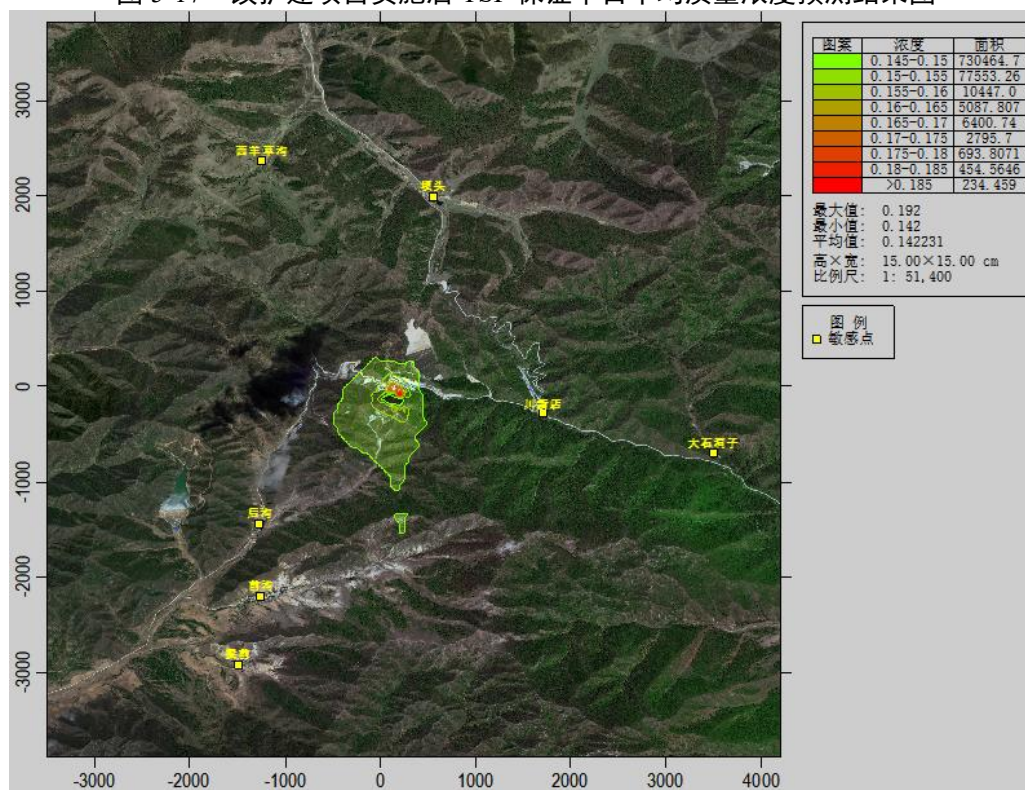 图案 浓度 面积
0.145-0.15 730464.7
0.15-0.155 77553.26
0.155-0.16 10447.0
0.16-0.165 5087.807
0.165-0.17 6400.74
0.17-0.175 2795.7
0.175-0.18 693.8071
0.18-0.185 454.5646
>0.185 234.459
最大值: 0.192
最小值: 0.142
平均值: 0.142231
高×宽: 15.00×15.00 cm
比例尺: 1: 51,400
图 例
敏感点
3000
2000
1000
0
-1000
-2000
-3000
西羊草沟
大石洞子
后沟
-3000 -2000 -1000 0 1000 2000 3000 4000